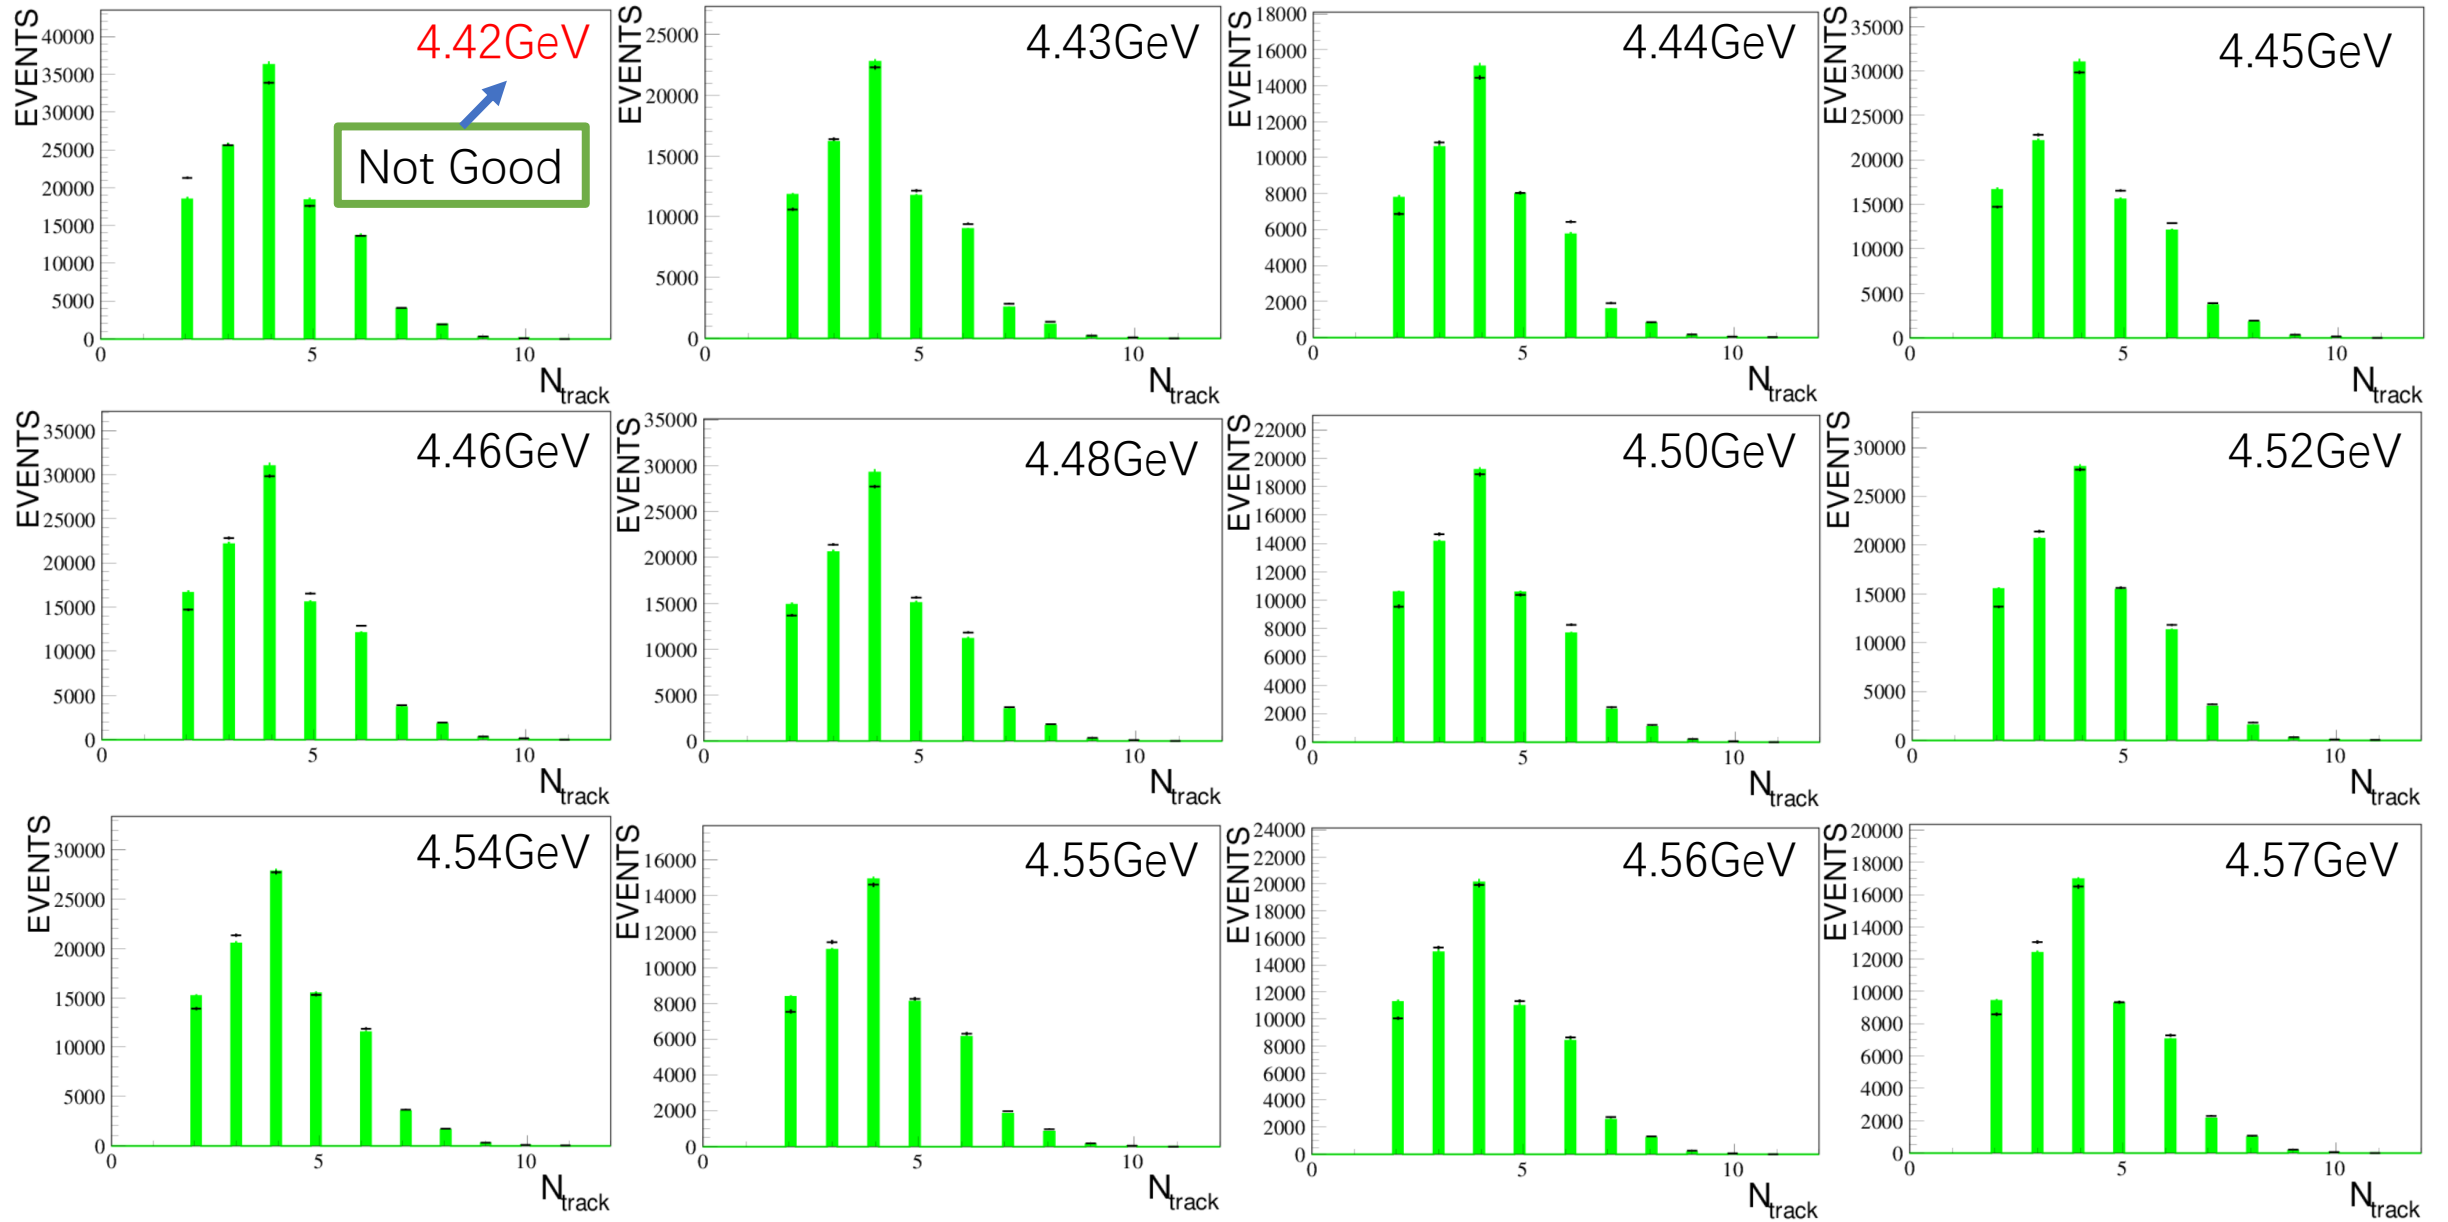 EVENTS
4.42GeV
Not Good
40000
35000
30000
25000
20000
15000
10000
5000
0
0 5 10
N_track
EVENTS
4.43GeV
25000
20000
15000
10000
5000
0
0 5 10
N_track
EVENTS
4.44GeV
18000
16000
14000
12000
10000
8000
6000
4000
2000
0
0 5 10
N_track
EVENTS
4.45GeV
35000
30000
25000
20000
15000
10000
5000
0
0 5 10
N_track
EVENTS
4.46GeV
35000
30000
25000
20000
15000
10000
5000
0
0 5 10
N_track
EVENTS
4.48GeV
35000
30000
25000
20000
15000
10000
5000
0
0 5 10
N_track
EVENTS
4.50GeV
22000
20000
18000
16000
14000
12000
10000
8000
6000
4000
2000
0
0 5 10
N_track
EVENTS
4.52GeV
30000
25000
20000
15000
10000
5000
0
0 5 10
N_track
EVENTS
4.54GeV
30000
25000
20000
15000
10000
5000
0
0 5 10
N_track
EVENTS
4.55GeV
16000
14000
12000
10000
8000
6000
4000
2000
0
0 5 10
N_track
EVENTS
4.56GeV
24000
22000
20000
18000
16000
14000
12000
10000
8000
6000
4000
2000
0
0 5 10
N_track
EVENTS
4.57GeV
20000
18000
16000
14000
12000
10000
8000
6000
4000
2000
0
0 5 10
N_track